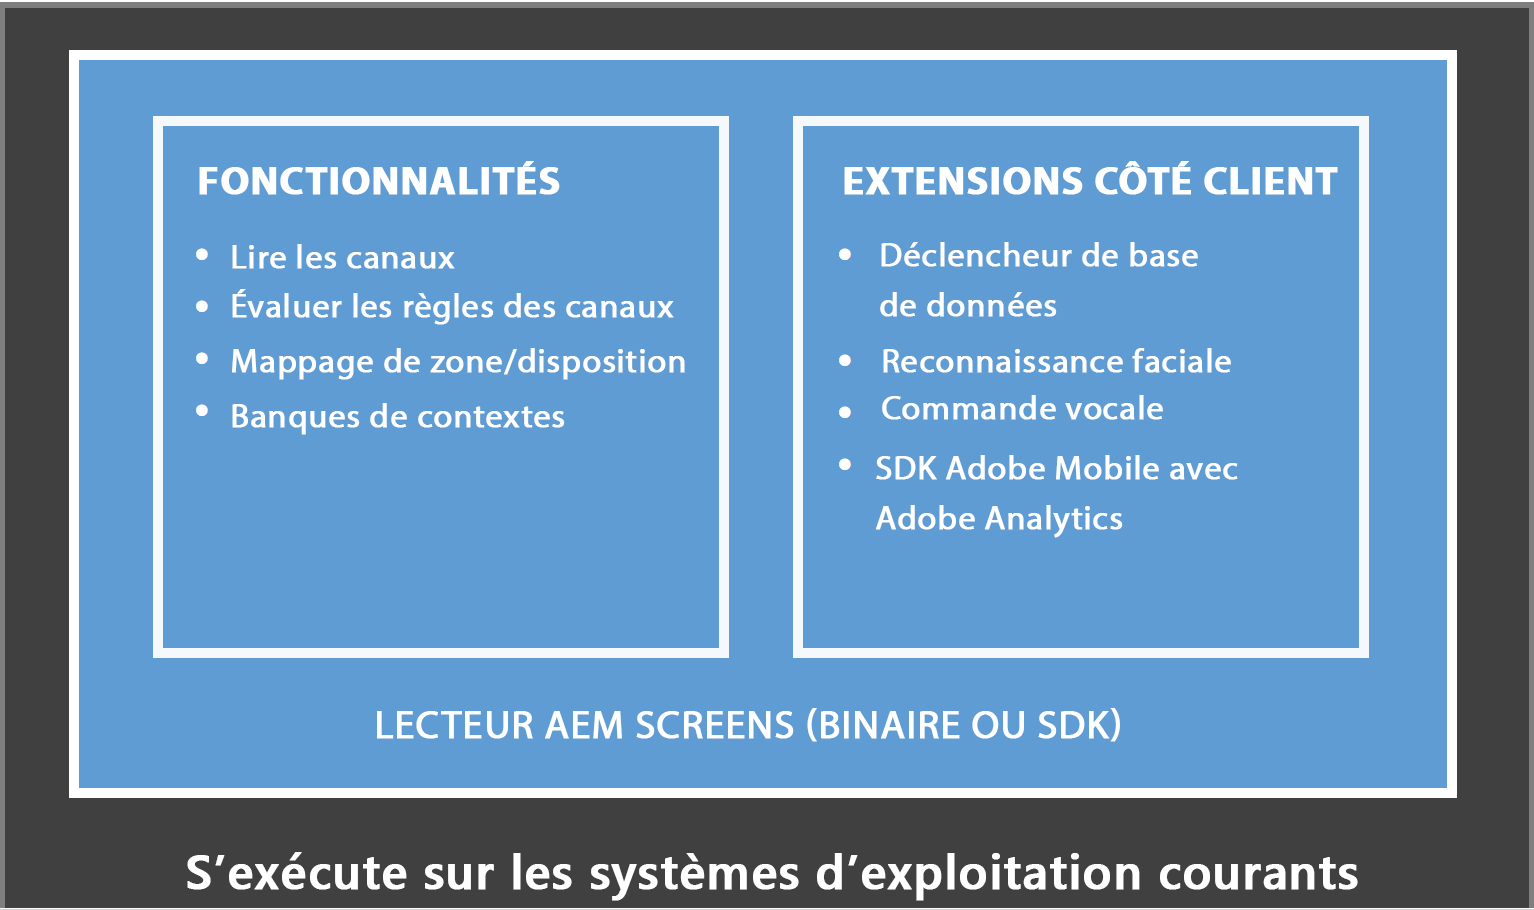 FONCTIONNALITÉS
• Lire les canaux
• Évaluer les règles des canaux
• Mappage de zone/disposition
• Banques de contextes
EXTENSIONS CÔTÉ CLIENT
• Déclencheur de base
de données
• Reconnaissance faciale
• Commande vocale
• SDK Adobe Mobile avec
Adobe Analytics
LECTEUR AEM SCREENS (BINAIRE OU SDK)
S’exécute sur les systèmes d’exploitation courants